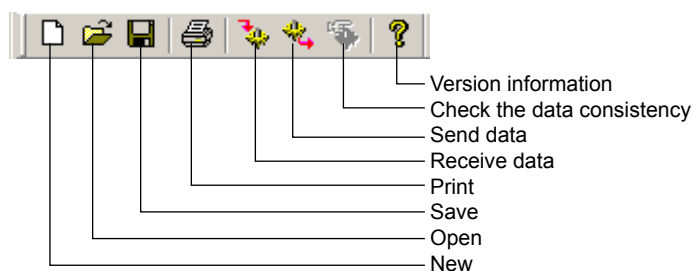 Version information
Check the data consistency
Send data
Receive data
Print
Save
Open
New